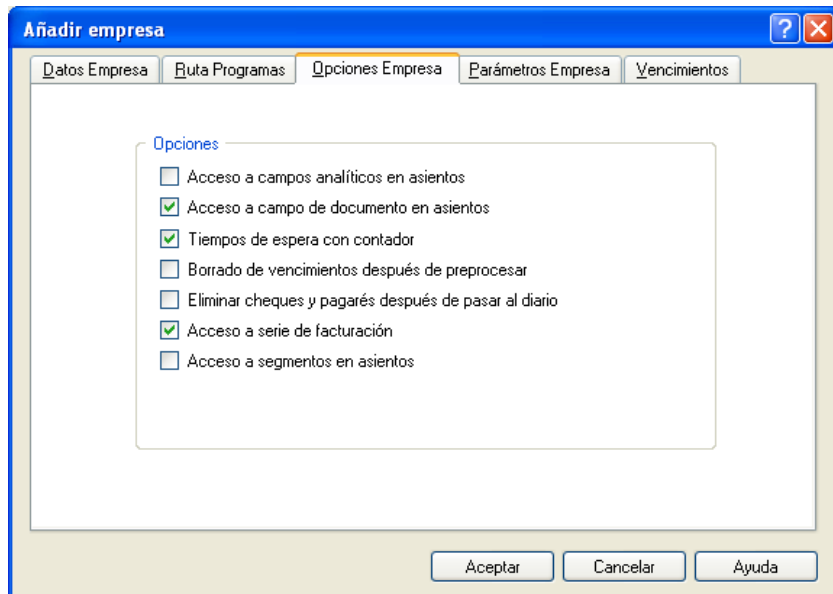 Añadir empresa
Datos Empresa Ruta Programas Opciones Empresa Parámetros Empresa Vencimientos
Opciones
Acceso a campos analíticos en asientos
Acceso a campo de documento en asientos
Tiempos de espera con contador
Borrado de vencimientos después de preprocesar
Eliminar cheques y pagarés después de pasar al diario
Acceso a serie de facturación
Acceso a segmentos en asientos
Aceptar Cancelar Ayuda